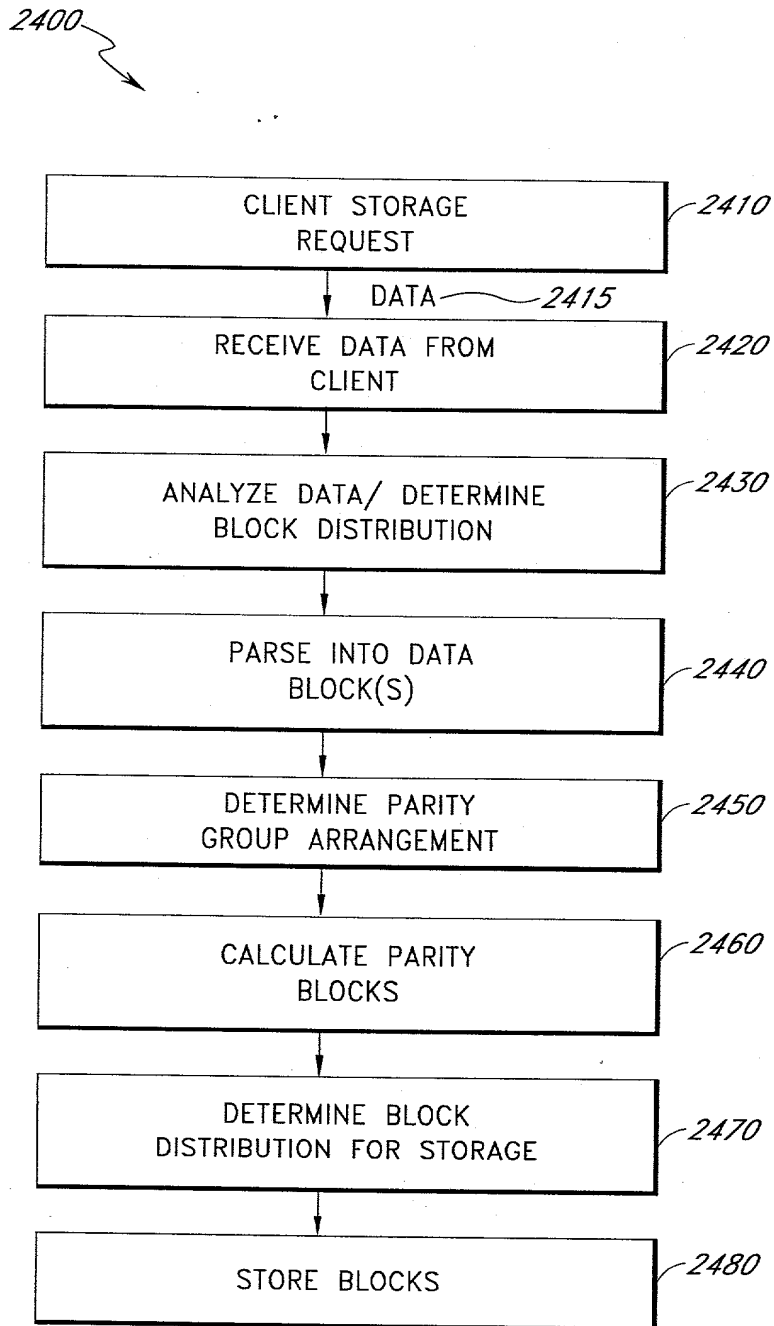 2400
CLIENT STORAGE
REQUEST
2410
DATA 2415
RECEIVE DATA FROM
CLIENT
2420
ANALYZE DATA/ DETERMINE
BLOCK DISTRIBUTION
2430
PARSE INTO DATA
BLOCK(S)
2440
DETERMINE PARITY
GROUP ARRANGEMENT
2450
CALCULATE PARITY
BLOCKS
2460
DETERMINE BLOCK
DISTRIBUTION FOR STORAGE
2470
STORE BLOCKS
2480